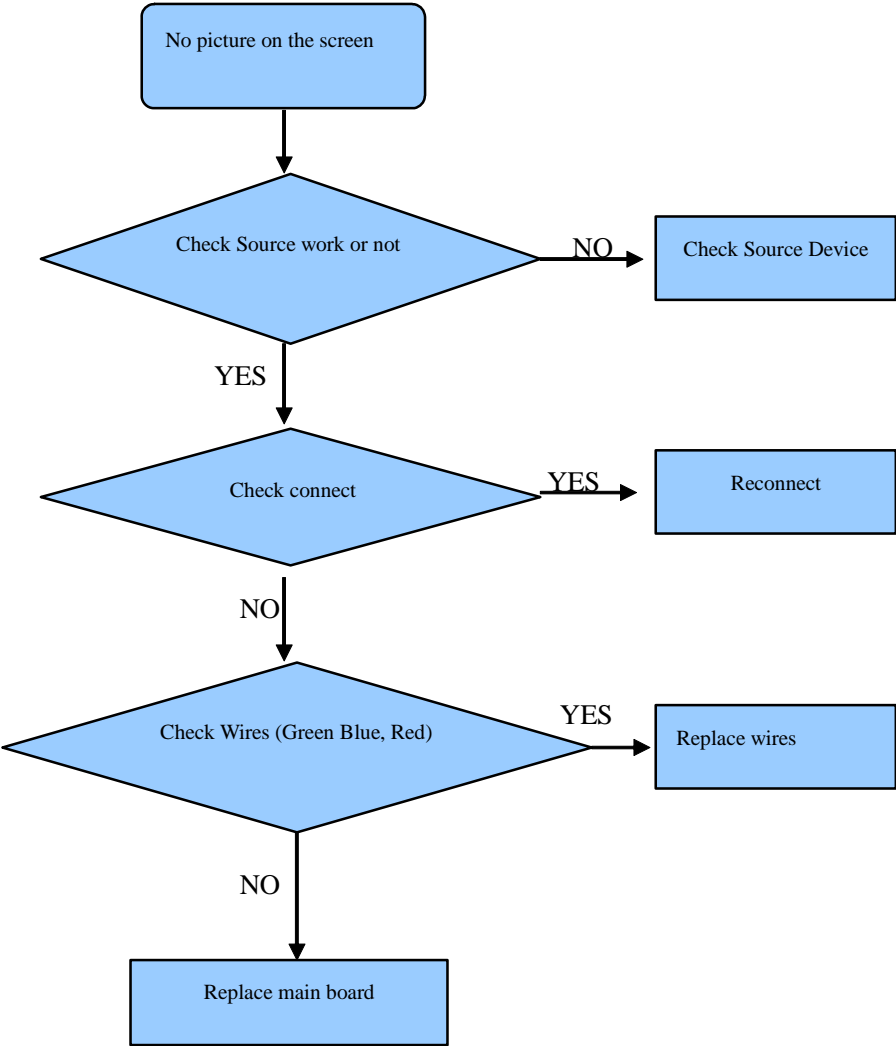 No picture on the screen
Check Source work or not
NO
Check Source Device
YES
Check connect
YES
Reconnect
NO
Check Wires (Green Blue, Red)
YES
Replace wires
NO
Replace main board